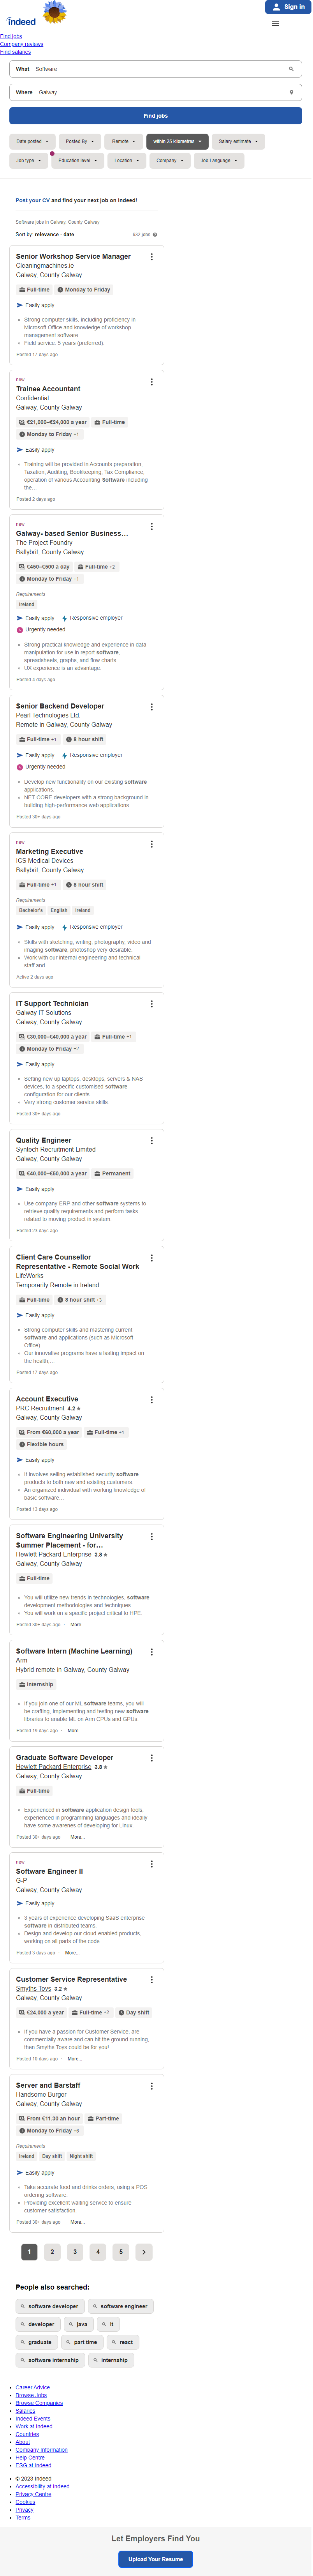 indeed
Sign in
Find jobs
Company reviews
Find salaries
What Software
Where Galway
Find jobs
Date posted
Posted By
Remote
within 25 kilometres
Salary estimate
Job type
Education level
Location
Company
Job Language
Post your CV and find your next job on Indeed!
Software jobs in Galway, County Galway
Sort by: relevance - date
632 jobs
Senior Workshop Service Manager
Cleaningmachines.ie
Galway, County Galway
Full-time
Monday to Friday
Easily apply
Strong computer skills, including proficiency in
Microsoft Office and knowledge of workshop
management software.
Field service: 5 years (preferred).
Posted 17 days ago
new
Trainee Accountant
Confidential
Galway, County Galway
€21,000–€24,000 a year
Full-time
Monday to Friday +1
Easily apply
Training will be provided in Accounts preparation,
Taxation, Auditing, Bookkeeping, Tax Compliance,
operation of various Accounting Software including
the…
Posted 2 days ago
new
Galway- based Senior Business…
The Project Foundry
Ballybrit, County Galway
€450–€500 a day
Full-time +2
Monday to Friday +1
Requirements
Ireland
Easily apply
Responsive employer
Urgently needed
Strong practical knowledge and experience in data
manipulation for use in report software,
spreadsheets, graphs, and flow charts.
UX experience is an advantage.
Posted 4 days ago
Senior Backend Developer
Pearl Technologies Ltd.
Remote in Galway, County Galway
Full-time +1
8 hour shift
Easily apply
Responsive employer
Urgently needed
Develop new functionality on our existing software
applications.
NET CORE developers with a strong background in
building high-performance web applications.
Posted 30+ days ago
new
Marketing Executive
ICS Medical Devices
Ballybrit, County Galway
Full-time +1
8 hour shift
Requirements
Bachelor's
English
Ireland
Easily apply
Responsive employer
Skills with sketching, writing, photography, video and
imaging software, photoshop very desirable.
Work with our internal engineering and technical
staff and…
Active 2 days ago
IT Support Technician
Galway IT Solutions
Galway, County Galway
€30,000–€40,000 a year
Full-time +1
Monday to Friday +2
Easily apply
Setting new up laptops, desktops, servers & NAS
devices, to a specific customised software
configuration for our clients.
Very strong customer service skills.
Posted 30+ days ago
Quality Engineer
Syntech Recruitment Limited
Galway, County Galway
€40,000–€50,000 a year
Permanent
Easily apply
Use company ERP and other software systems to
retrieve quality requirements and perform tasks
related to moving product in system.
Posted 23 days ago
Client Care Counsellor
Representative - Remote Social Work
LifeWorks
Temporarily Remote in Ireland
Full-time
8 hour shift +3
Easily apply
Strong computer skills and mastering current
software and applications (such as Microsoft
Office).
Our innovative programs have a lasting impact on
the health,…
Posted 17 days ago
Account Executive
PRC Recruitment 4.2
Galway, County Galway
From €60,000 a year
Full-time +1
Flexible hours
Easily apply
It involves selling established security software
products to both new and existing customers.
An organized individual with working knowledge of
basic software…
Posted 13 days ago
Software Engineering University
Summer Placement - for…
Hewlett Packard Enterprise 3.8
Galway, County Galway
Full-time
You will utilize new trends in technologies, software
development methodologies and techniques.
You will work on a specific project critical to HPE.
Posted 30+ days ago · More...
Software Intern (Machine Learning)
Arm
Hybrid remote in Galway, County Galway
Internship
If you join one of our ML software teams, you will
be crafting, implementing and testing new software
libraries to enable ML on Arm CPUs and GPUs.
Posted 19 days ago · More...
Graduate Software Developer
Hewlett Packard Enterprise 3.8
Galway, County Galway
Full-time
Experienced in software application design tools,
experienced in programming languages and ideally
have some awareness of developing for Linux.
Posted 30+ days ago · More...
new
Software Engineer II
G-P
Galway, County Galway
Easily apply
3 years of experience developing SaaS enterprise
software in distributed teams.
Design and develop our cloud-enabled products,
working on all parts of the code…
Posted 3 days ago · More...
Customer Service Representative
Smyths Toys 3.2
Galway, County Galway
€24,000 a year
Full-time +2
Day shift
If you have a passion for Customer Service, are
commercially aware and can hit the ground running,
then Smyths Toys could be for you!
Posted 19 days ago · More...
Server and Barstaff
Handsome Burger
Galway, County Galway
From €11.30 an hour
Part-time
Monday to Friday +5
Requirements
Ireland
Day shift
Night shift
Easily apply
Take accurate food and drinks orders, using a POS
ordering software.
Providing excellent waiting service to ensure
customer satisfaction.
Posted 30+ days ago · More...
1 2 3 4 5
People also searched:
software developer
software engineer
developer
java
it
graduate
part time
react
software internship
internship
Career Advice
Browse Jobs
Browse Companies
Salaries
Indeed Events
Work at Indeed
Countries
About
Company Information
Help Centre
ESG at Indeed
© 2023 Indeed
Accessibility at Indeed
Privacy Centre
Cookies
Privacy
Terms
Let Employers Find You
Upload Your Resume